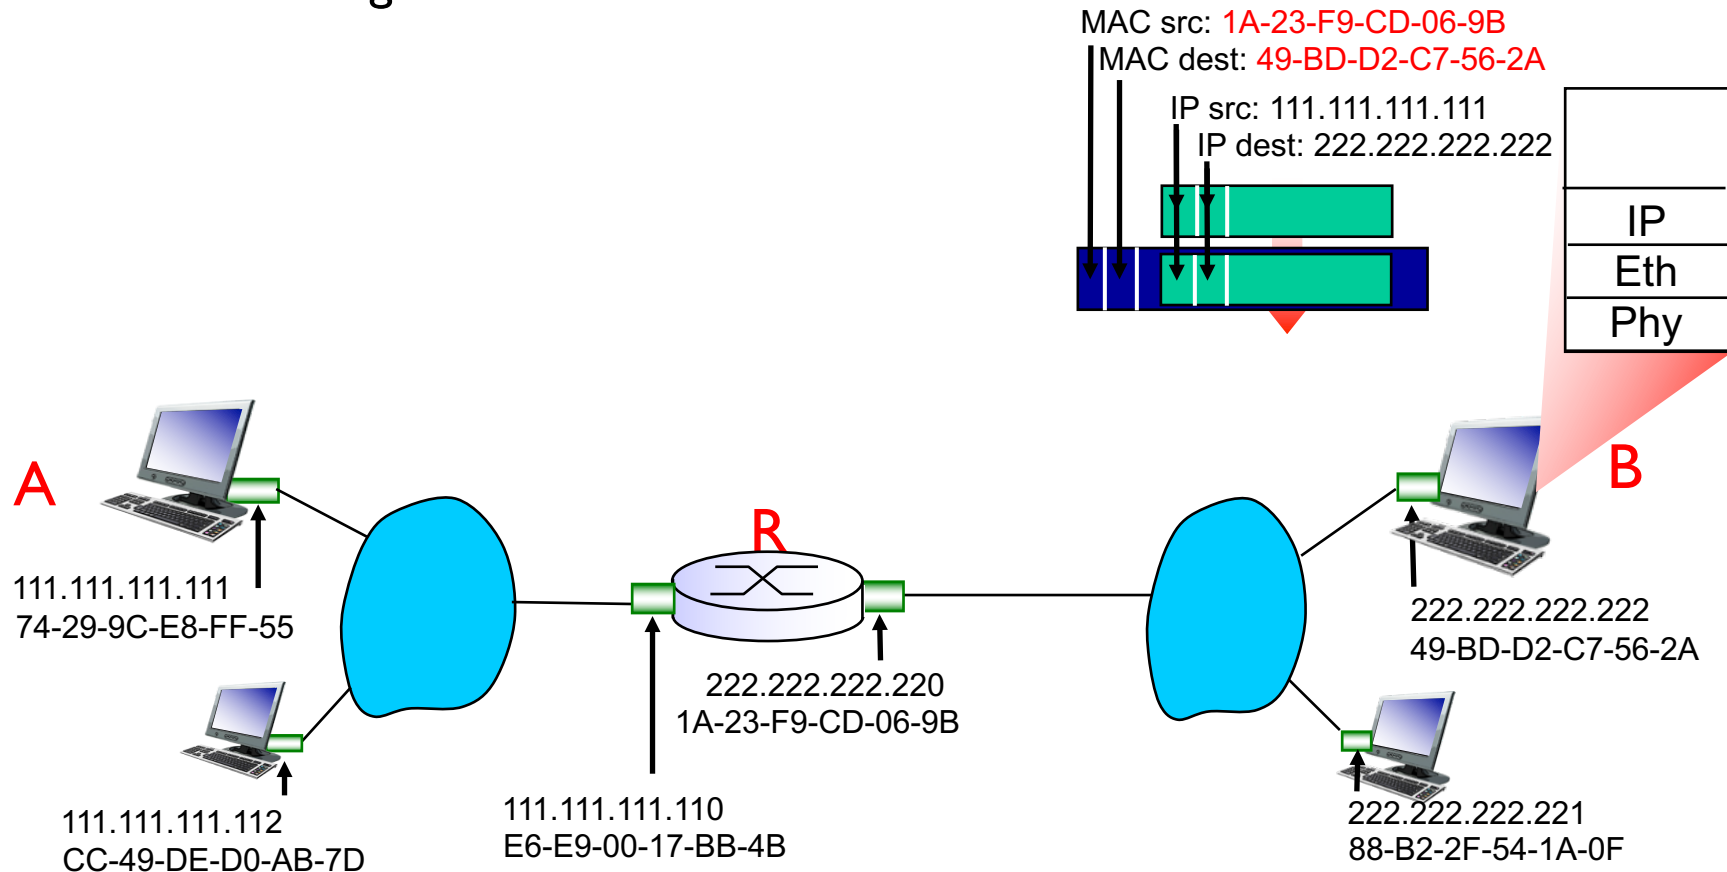 MAC src: 1A-23-F9-CD-06-9B
MAC dest: 49-BD-D2-C7-56-2A
IP src: 111.111.111.111
IP dest: 222.222.222.222
IP
Eth
Phy
A
B
R
111.111.111.111
74-29-9C-E8-FF-55
222.222.222.222
49-BD-D2-C7-56-2A
222.222.222.220
1A-23-F9-CD-06-9B
111.111.111.112
CC-49-DE-D0-AB-7D
111.111.111.110
E6-E9-00-17-BB-4B
222.222.222.221
88-B2-2F-54-1A-0F